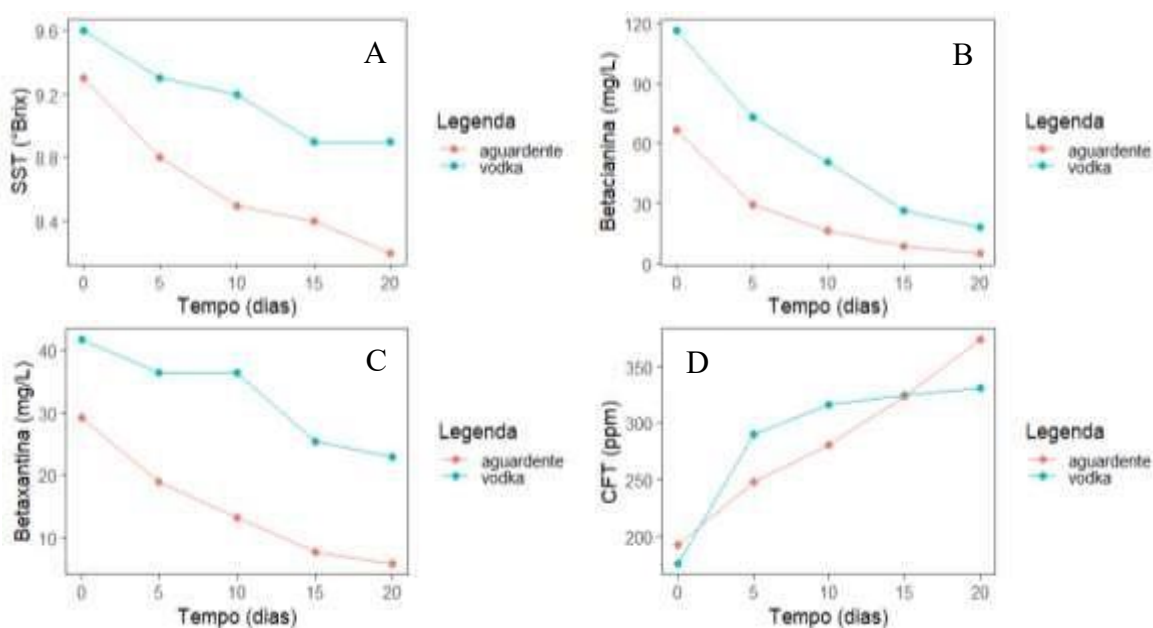 A
SST (°Brix)
9.6
9.2
8.8
8.4
0 5 10 15 20
Tempo (dias)
Legenda
aguardente
vodka
B
Betacianina (mg/L)
120
90
60
30
0
0 5 10 15 20
Tempo (dias)
Legenda
aguardente
vodka
C
Betaxantina (mg/L)
40
30
20
10
0 5 10 15 20
Tempo (dias)
Legenda
aguardente
vodka
D
CFT (ppm)
350
300
250
200
0 5 10 15 20
Tempo (dias)
Legenda
aguardente
vodka